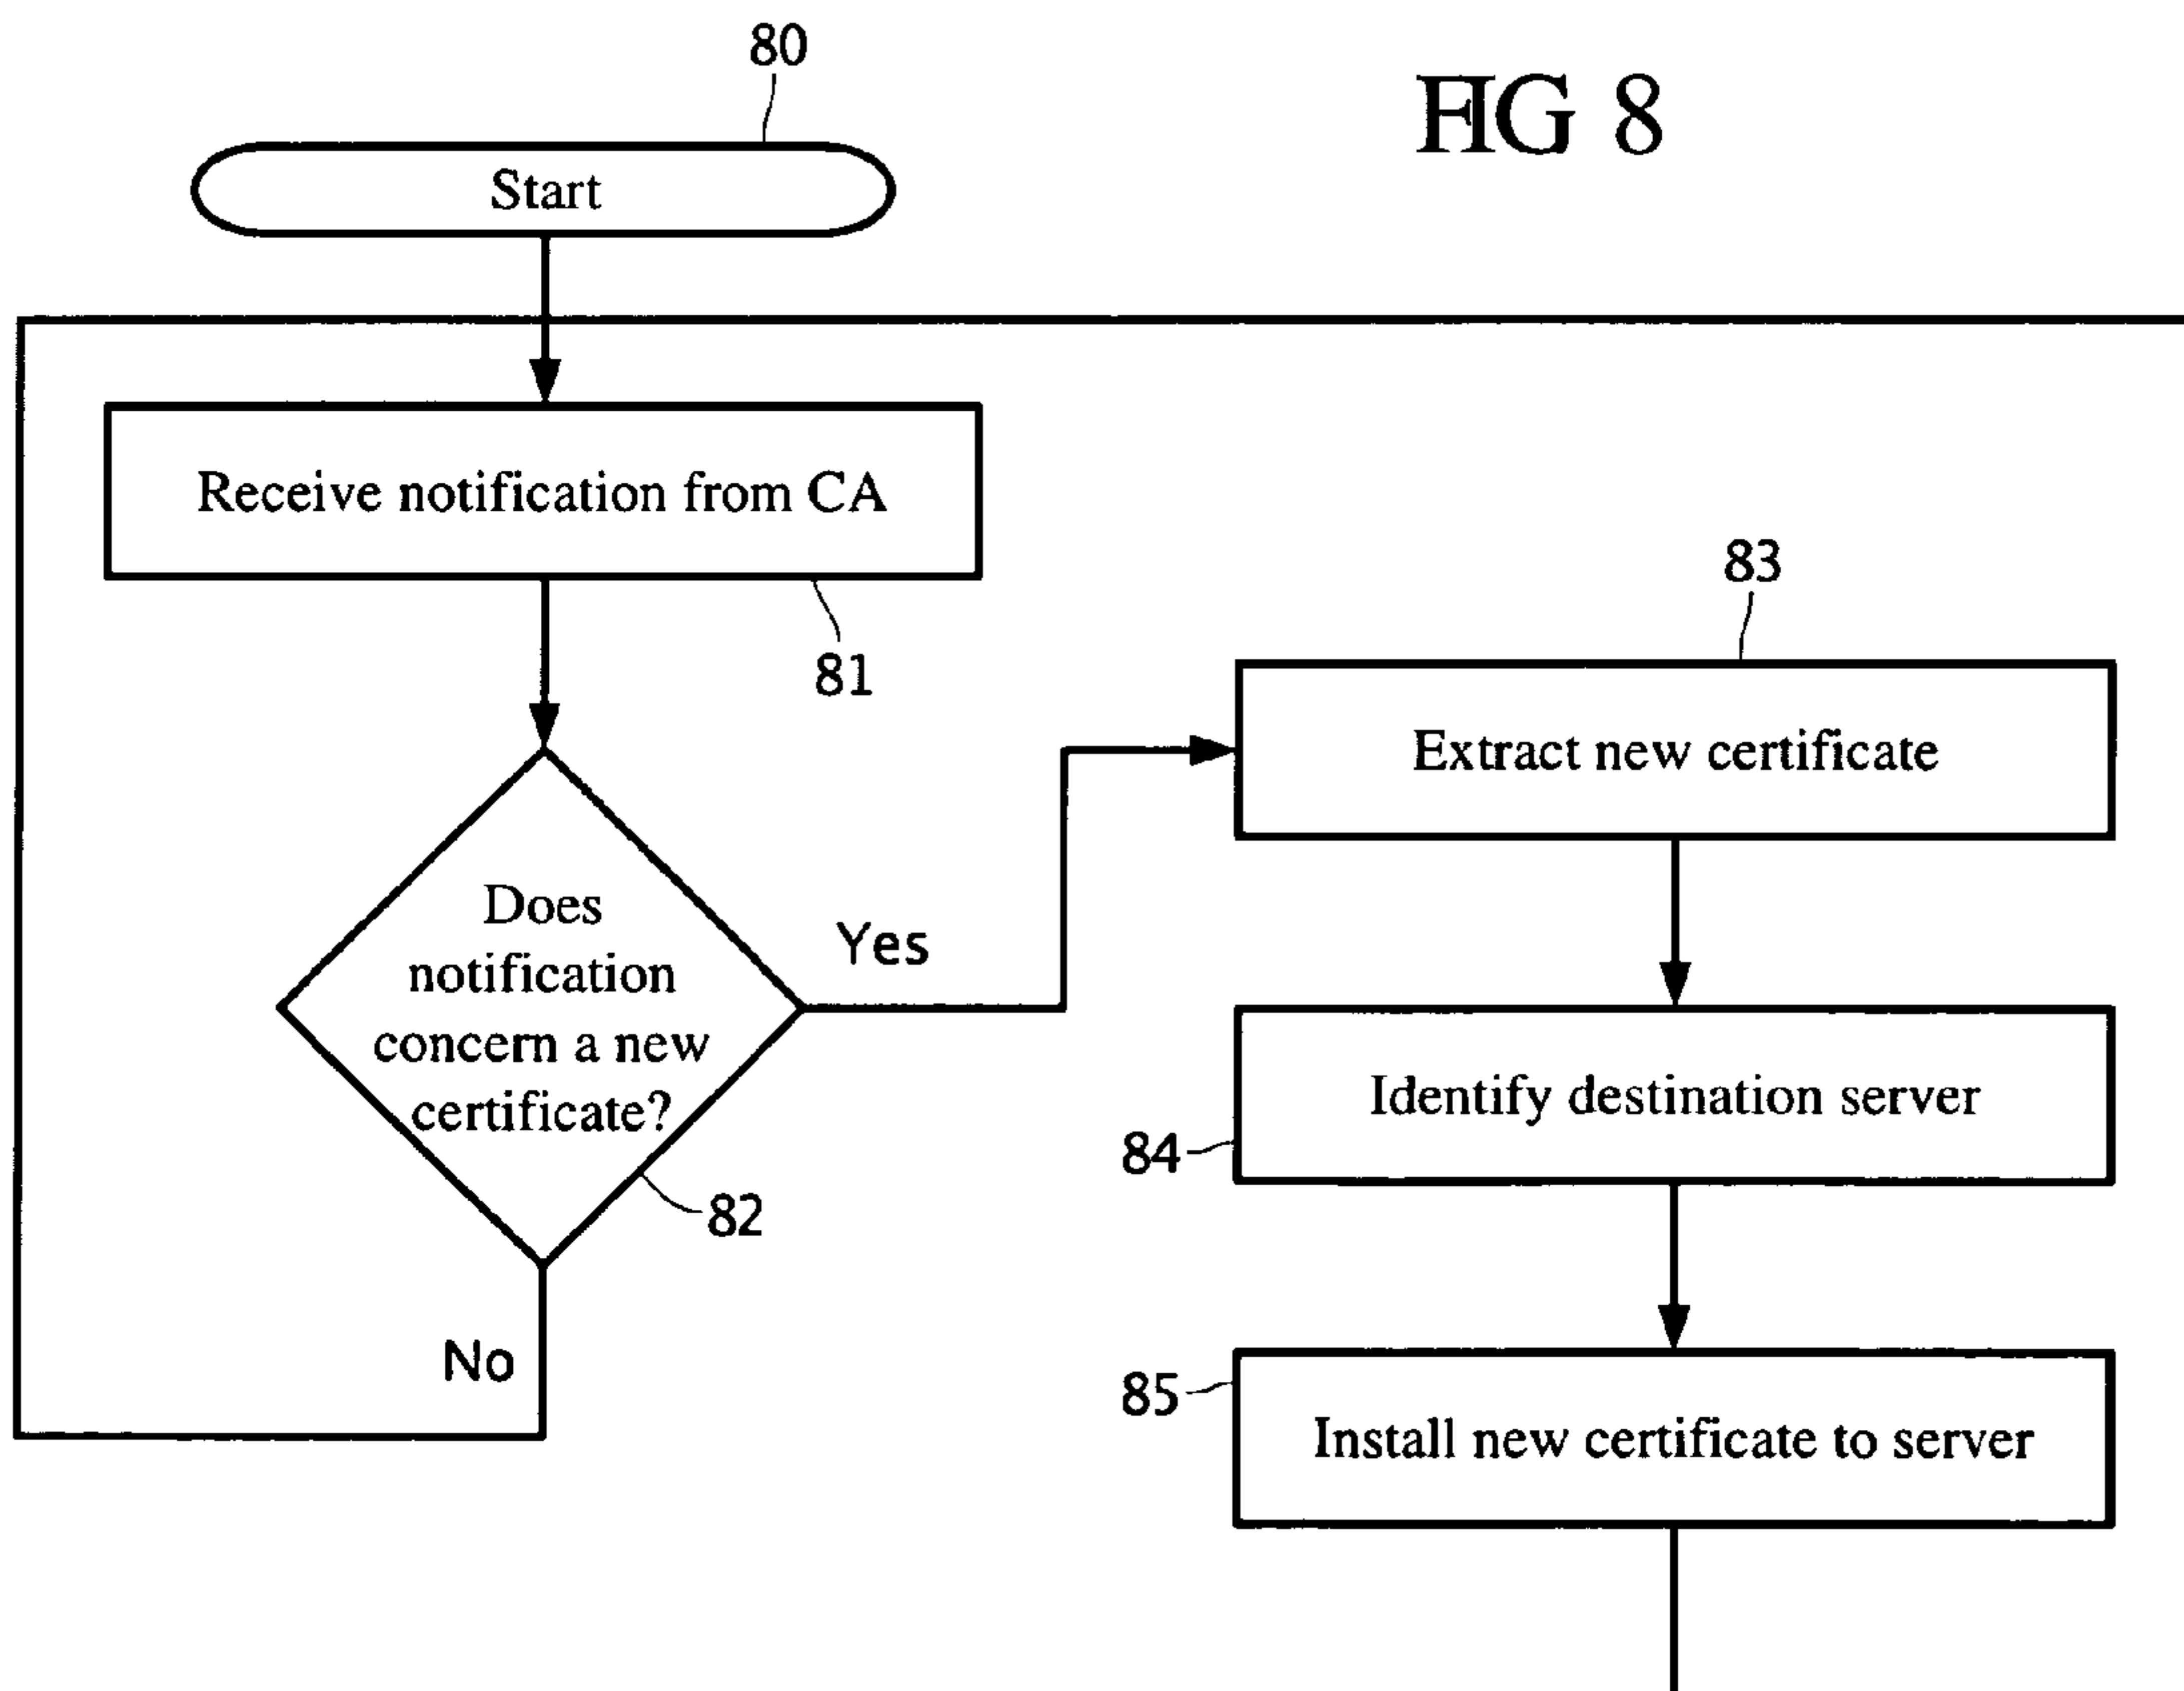 80
FIG 8
Start
Receive notification from CA
81
83
Extract new certificate
Does
notification
concern a new
certificate?
Yes
82
No
Identify destination server
84
85
Install new certificate to server